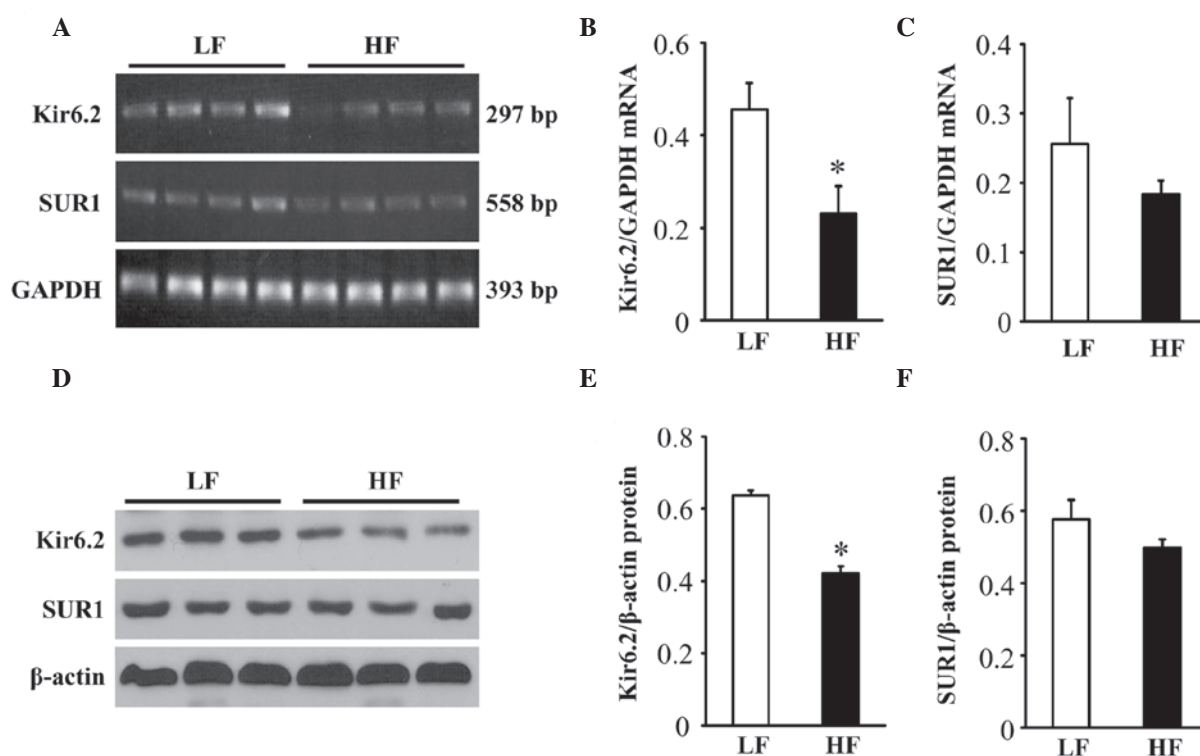 A
LF HF
Kir6.2 297 bp
SUR1 558 bp
GAPDH 393 bp
B
Kir6.2/GAPDH mRNA
0.6
0.4
0.2
0
*
LF HF
C
SUR1/GAPDH mRNA
0.4
0.3
0.2
0.1
0
LF HF
D
LF HF
Kir6.2
SUR1
β-actin
E
Kir6.2/β-actin protein
0.8
0.6
0.4
0.2
0
*
LF HF
F
SUR1/β-actin protein
0.8
0.6
0.4
0.2
0
LF HF